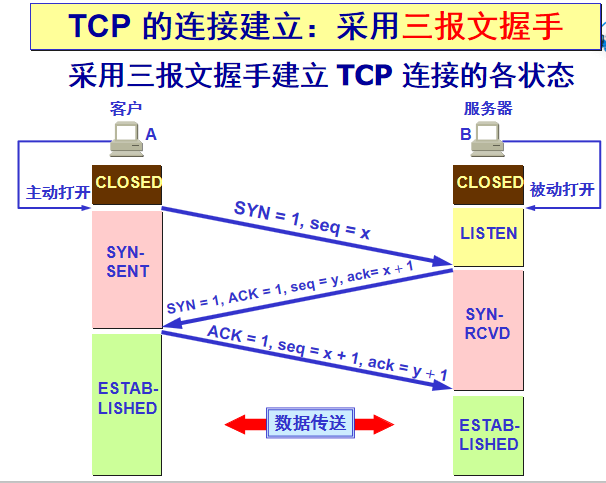 TCP 的连接建立：采用三报文握手
采用三报文握手建立 TCP 连接的各状态
客户
服务器
A
B
CLOSED
CLOSED
主动打开
被动打开
SYN = 1, seq = x
LISTEN
SYN-
SENT
SYN = 1, ACK = 1, seq = y, ack= x + 1
SYN-
RCVD
ACK = 1, seq = x + 1, ack = y + 1
ESTAB-
LISHED
数据传送
ESTAB-
LISHED